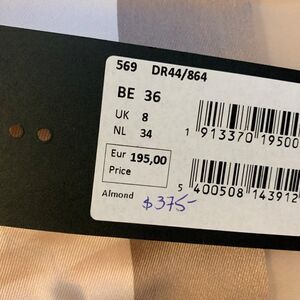 569 DR44/864
BE 36
UK 8
NL 34
1 913370 19500
Eur 195,00
Price
Almond
5 400508 143912
$375-